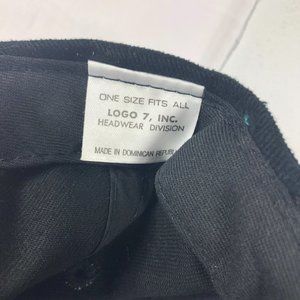 ONE SIZE FITS ALL
LOGO 7, INC.
HEADWEAR DIVISION
MADE IN DOMINICAN REPUBLIC